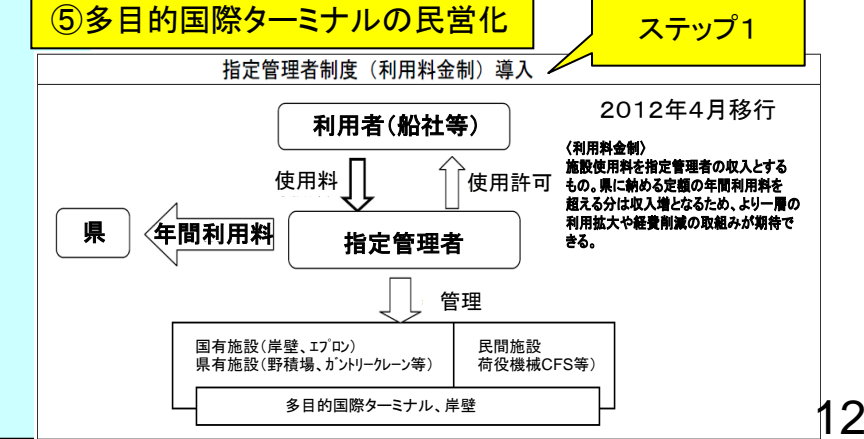 ⑤多目的国際ターミナルの民営化
ステップ1
指定管理者制度（利用料金制）導入
利用者(船社等)
2012年4月移行
〈利用料金制〉
施設使用料を指定管理者の収入とする
もの。県に納める定額の年間利用料を
超える分は収入増となるため、より一層の
利用拡大や経費削減の取組みが期待で
きる。
使用料
使用許可
県
年間利用料
指定管理者
管理
国有施設(岸壁、ｴﾌﾟﾛﾝ)
県有施設(野積場、ｶﾞﾝﾄﾘｰｸﾚｰﾝ等)
民間施設
荷役機械CFS等)
多目的国際ターミナル、岸壁
12